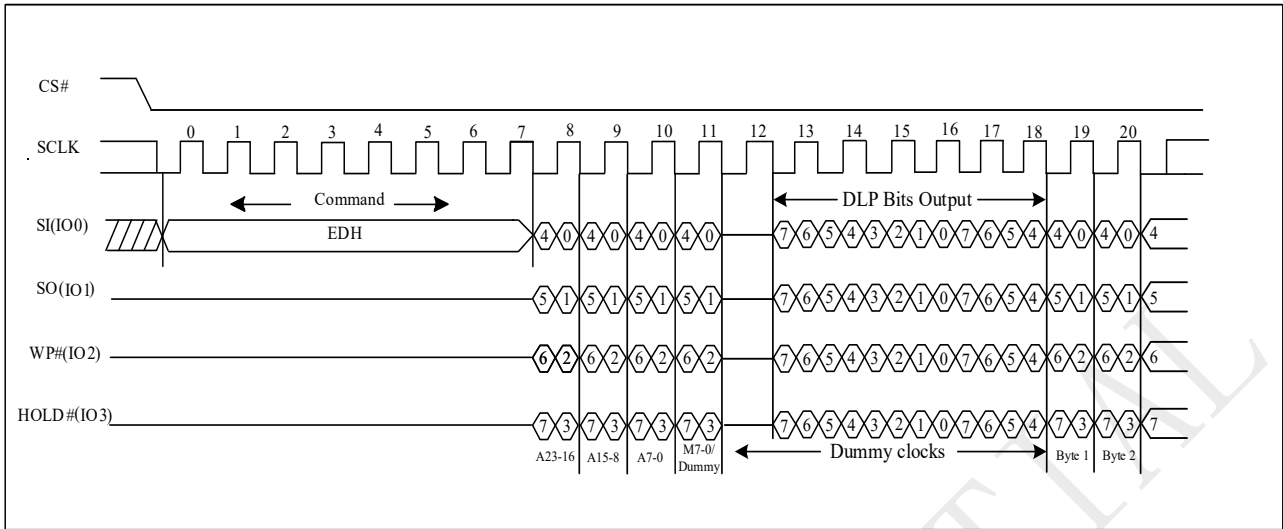 CS#
0 1 2 3 4 5 6 7 8 9 10 11 12 13 14 15 16 17 18 19 20
SCLK
Command
DLP Bits Output
SI(IO0)
EDH
4 0 4 0 4 0 4 0 7 6 5 4 3 2 1 0 7 6 5 4 4 0 4 0 4
SO(IO1)
5 1 5 1 5 1 5 1 7 6 5 4 3 2 1 0 7 6 5 4 5 1 5 1 5
WP#(IO2)
6 2 6 2 6 2 6 2 7 6 5 4 3 2 1 0 7 6 5 4 6 2 6 2 6
HOLD#(IO3)
7 3 7 3 7 3 7 3 7 6 5 4 3 2 1 0 7 6 5 4 7 3 7 3 7
A23-16 A15-8 A7-0 M7-0/
Dummy
Dummy clocks
Byte 1 Byte 2
TIAL